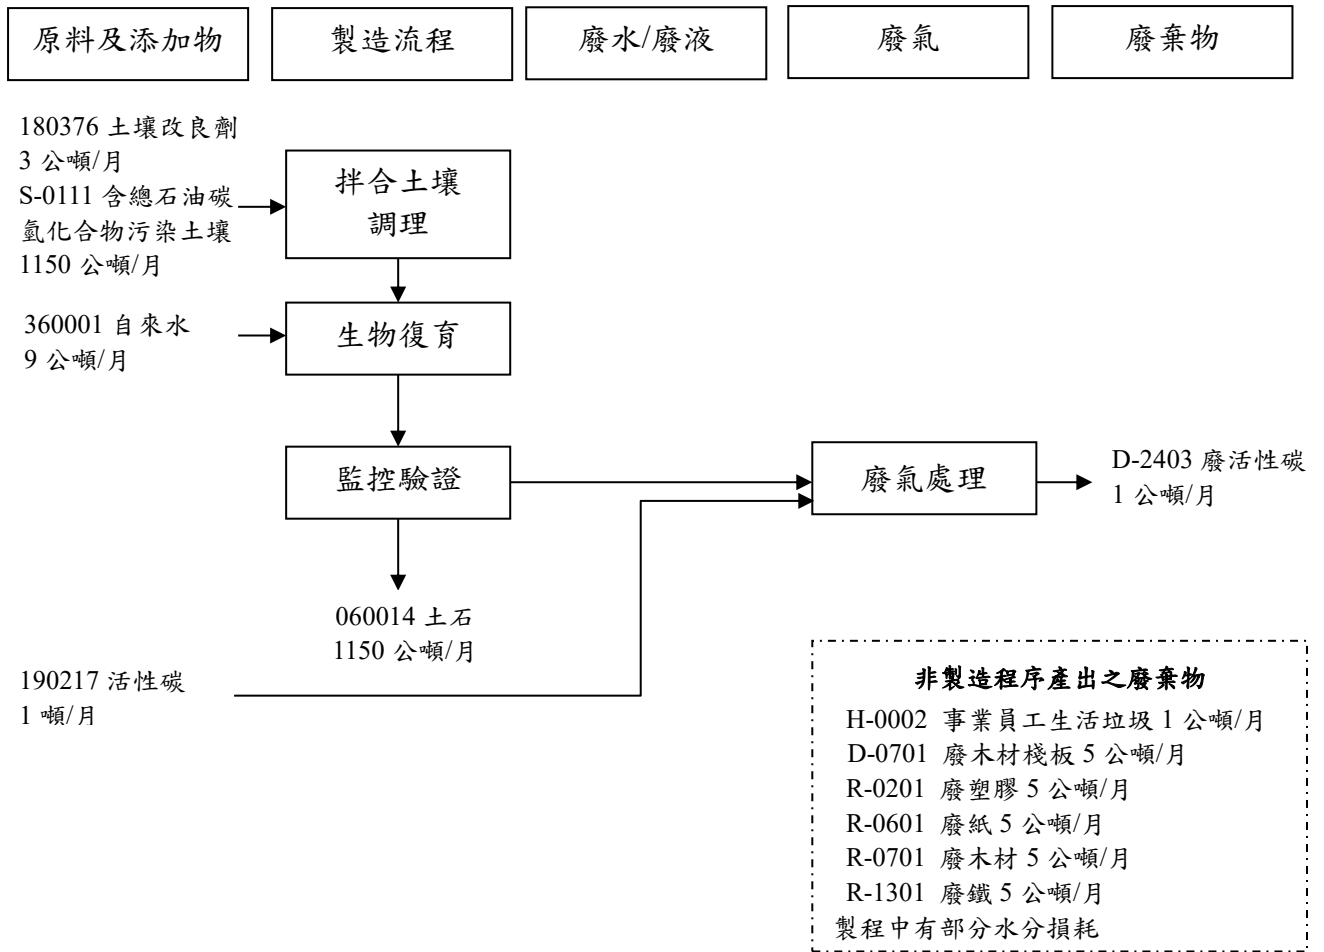 原料及添加物
製造流程
廢水/廢液
廢氣
廢棄物
180376 土壤改良劑
3 公噸/月
S-0111 含總石油碳
氫化合物污染土壤
1150 公噸/月
拌合土壤
調理
360001 自來水
9 公噸/月
生物復育
監控驗證
廢氣處理
D-2403 廢活性碳
1 公噸/月
060014 土石
1150 公噸/月
190217 活性碳
1 噸/月
非製造程序產出之廢棄物
H-0002 事業員工生活垃圾 1 公噸/月
D-0701 廢木材棧板 5 公噸/月
R-0201 廢塑膠 5 公噸/月
R-0601 廢紙 5 公噸/月
R-0701 廢木材 5 公噸/月
R-1301 廢鐵 5 公噸/月
製程中有部分水分損耗